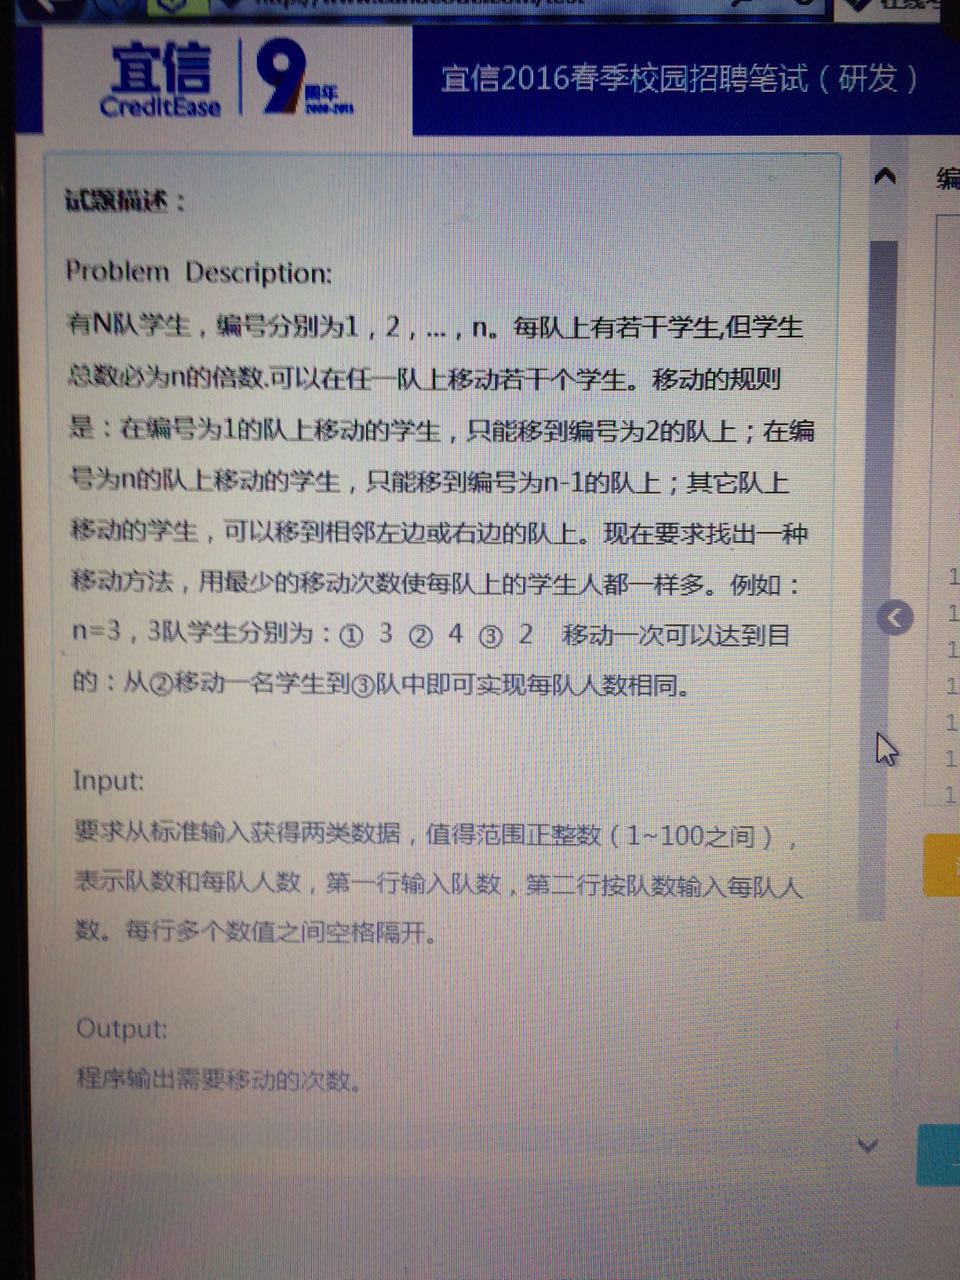 宜信
CreditEase
9
周年
宜信2016春季校园招聘笔试（研发）
试题描述：
编
Problem Description:
有N队学生，编号分别为1，2，...，n。每队上有若干学生,但学生
总数必为n的倍数.可以在任一队上移动若干个学生。移动的规则
是：在编号为1的队上移动的学生，只能移到编号为2的队上；在编
号为n的队上移动的学生，只能移到编号为n-1的队上；其它队上
移动的学生，可以移到相邻左边或右边的队上。现在要求找出一种
移动方法，用最少的移动次数使每队上的学生人都一样多。例如：
n=3，3队学生分别为：① 3 ② 4 ③ 2 移动一次可以达到目
的：从②移动一名学生到③队中即可实现每队人数相同。
Input:
要求从标准输入获得两类数据，值得范围正整数（1~100之间），
表示队数和每队人数，第一行输入队数，第二行按队数输入每队人
数。每行多个数值之间空格隔开。
Output:
程序输出需要移动的次数。
1
1
1
1
1
1
1